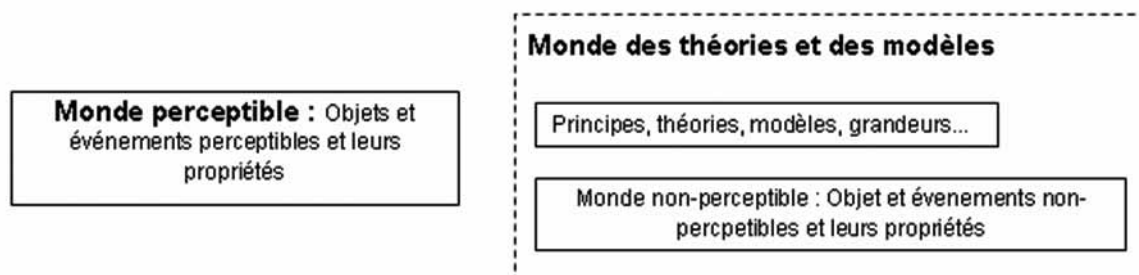 Monde perceptible : Objets et
événements perceptibles et leurs
propriétés
Monde des théories et des modèles
Principes, théories, modèles, grandeurs...
Monde non-perceptible : Objet et évenements non-
percpetibles et leurs propriétés